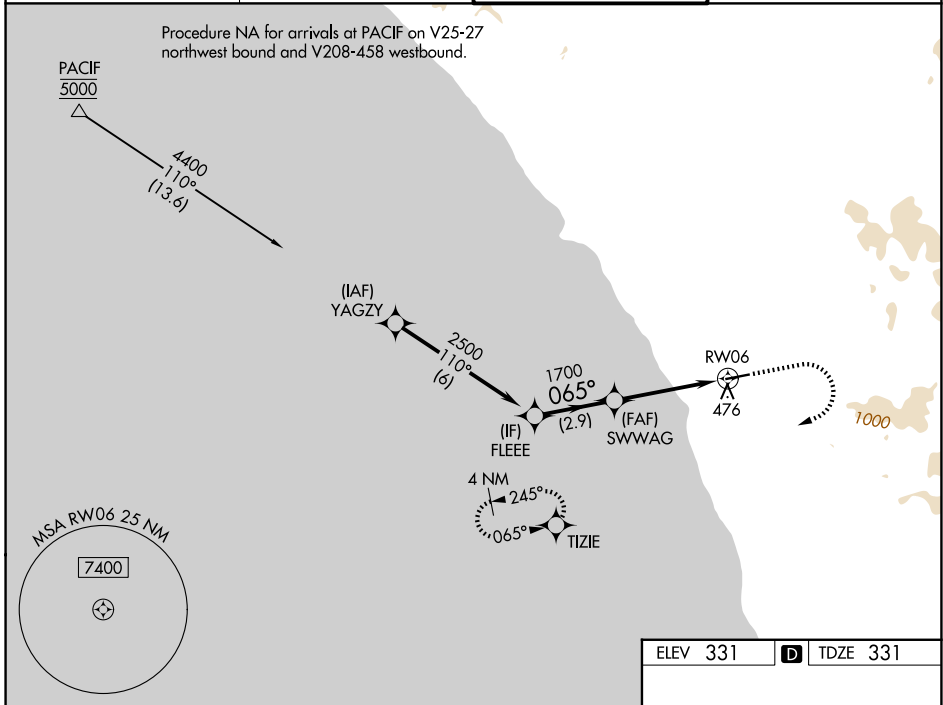 Procedure NA for arrivals at PACIF on V25-27
northwest bound and V208-458 westbound.
PACIF
5000
4400
110°
(13.6)
(IAF)
YAGZY
2500
110°
(6)
1700
065°
(2.9)
(IF)
FLEEE
(FAF)
SWWAG
RW06
476
1000
4 NM
245°
065°
TIZIE
MSA RW06 25 NM
7400
ELEV 331 D TDZE 331